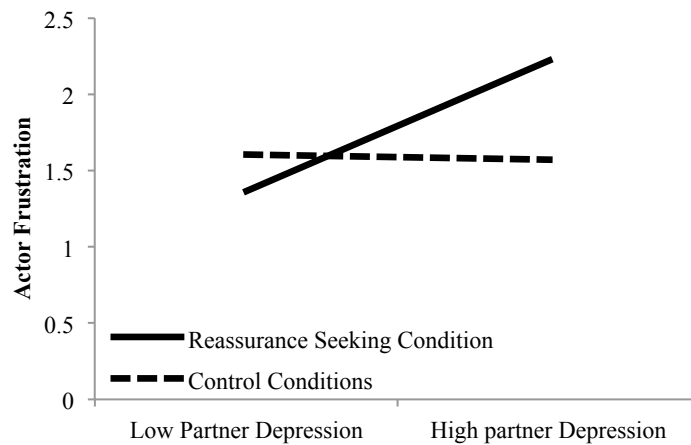 2.5
2
1.5
1
0.5
0
Actor Frustration
Reassurance Seeking Condition
Control Conditions
Low Partner Depression
High partner Depression